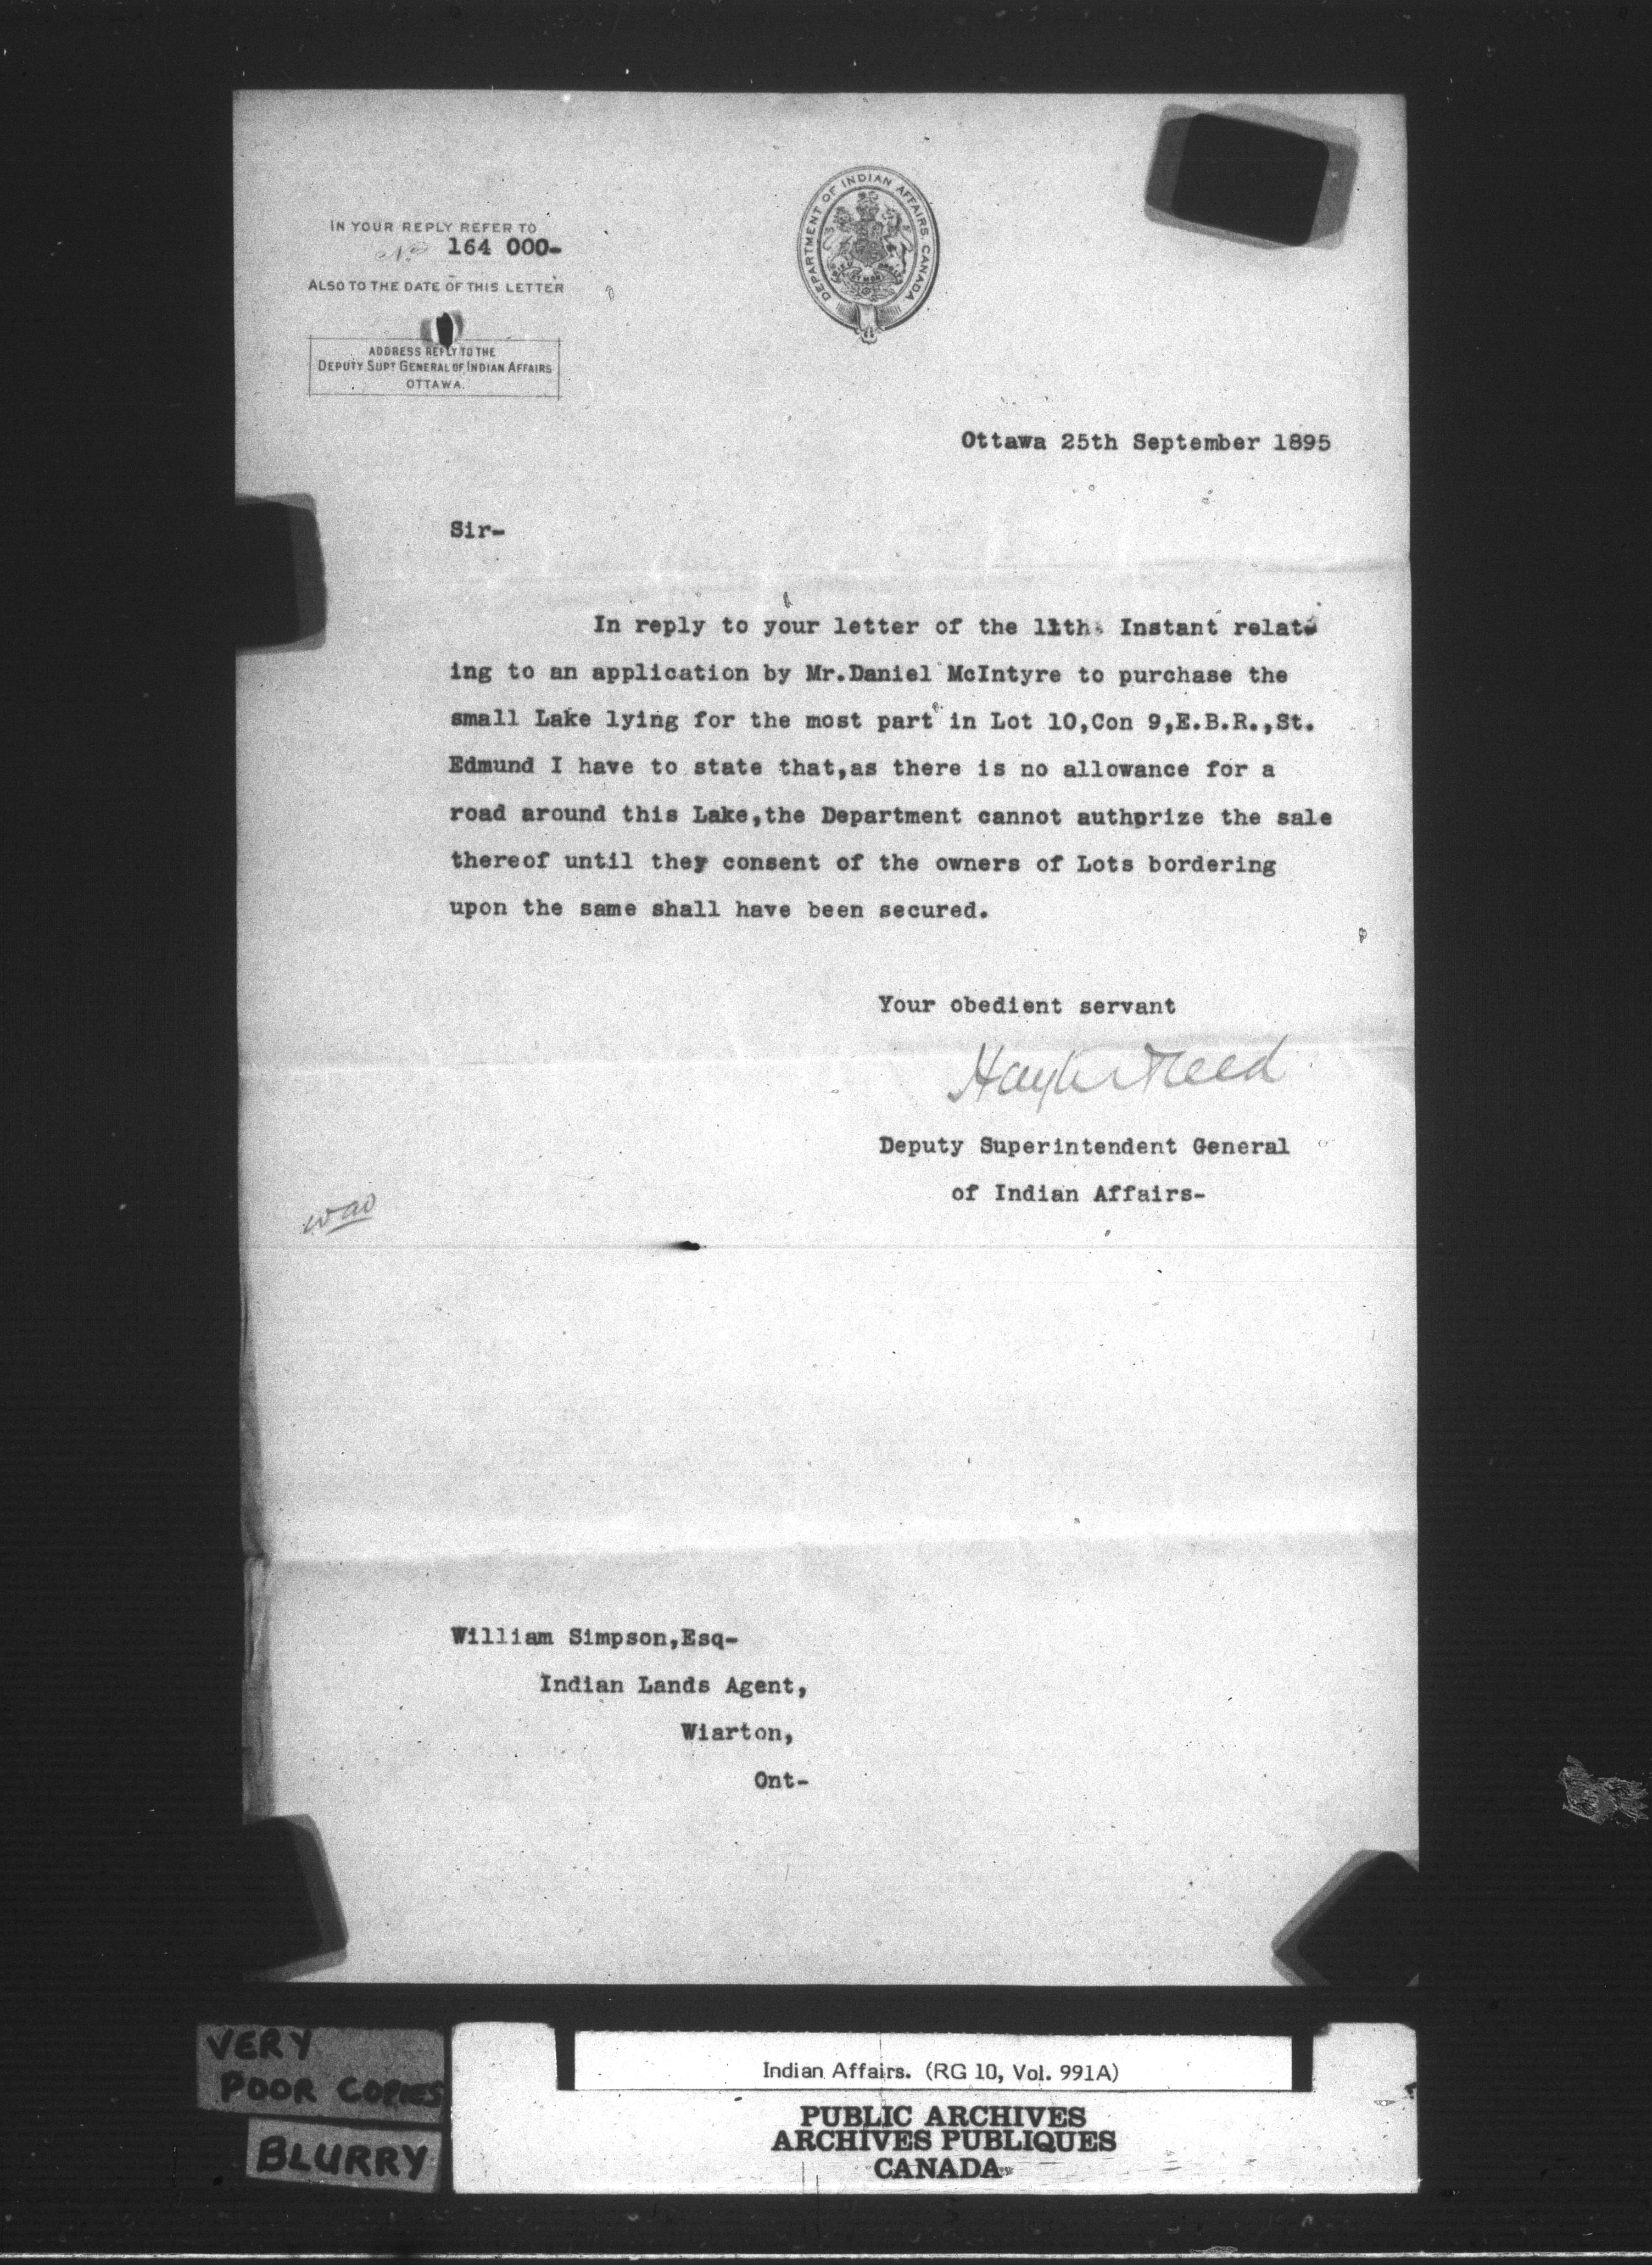 IN YOUR REPLY REFER TO
No 164 000-
ALSO TO THE DATE OF THIS LETTER
ADDRESS REPLY TO THE
DEPUTY SUPT GENERAL OF INDIAN AFFAIRS
OTTAWA.
DEPARTMENT OF INDIAN AFFAIRS. CANADA
Ottawa 25th September 1895
Sir-
In reply to your letter of the 11th. Instant relat-
ing to an application by Mr.Daniel McIntyre to purchase the
small Lake lying for the most part in Lot 10,Con 9,E.B.R.,St.
Edmund I have to state that,as there is no allowance for a
road around this Lake,the Department cannot authorize the sale
thereof until they consent of the owners of Lots bordering
upon the same shall have been secured.
Your obedient servant
Hayter Reed
Deputy Superintendent General
of Indian Affairs-
William Simpson,Esq-
Indian Lands Agent,
Wiarton,
Ont-
VERY
POOR COPIES
BLURRY
Indian Affairs. (RG 10, Vol. 991A)
PUBLIC ARCHIVES
ARCHIVES PUBLIQUES
CANADA